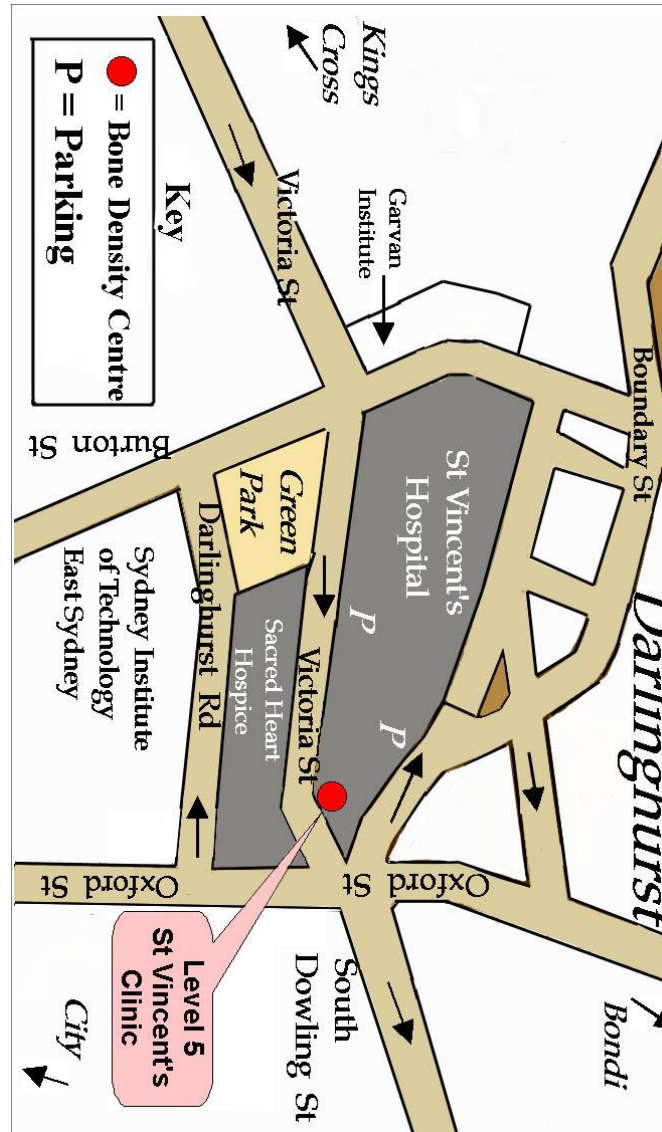 Darlinghurst
Kings
Cross
Victoria St
Garvan
Institute
Boundary St
Key
= Bone Density Centre
P = Parking
Burton St
Green
Park
St Vincent's
Hospital
P
P
Darlinghurst Rd
Victoria St
Sacred Heart
Hospice
Sydney Institute
of Technology
East Sydney
Oxford St
Oxford St
Level 5
St Vincent's
Clinic
South
Dowling St
Bondi
City